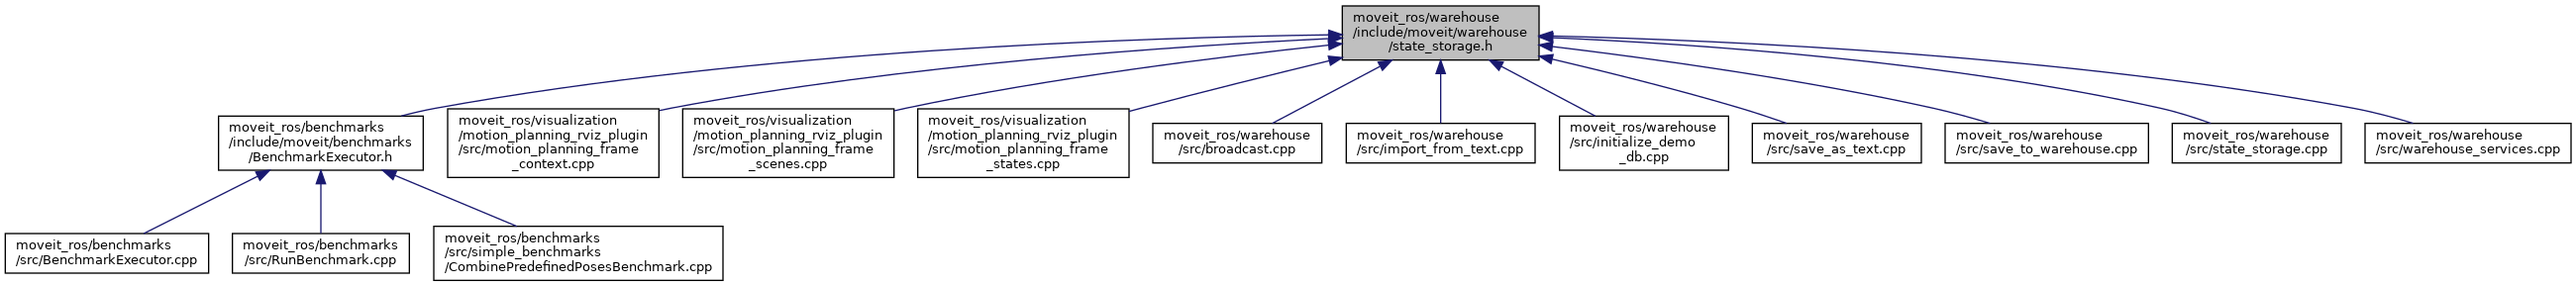 moveit_ros/warehouse
/include/moveit/warehouse
/state_storage.h
moveit_ros/benchmarks
/include/moveit/benchmarks
/BenchmarkExecutor.h
moveit_ros/visualization
/motion_planning_rviz_plugin
/src/motion_planning_frame
_context.cpp
moveit_ros/visualization
/motion_planning_rviz_plugin
/src/motion_planning_frame
_scenes.cpp
moveit_ros/visualization
/motion_planning_rviz_plugin
/src/motion_planning_frame
_states.cpp
moveit_ros/warehouse
/src/broadcast.cpp
moveit_ros/warehouse
/src/import_from_text.cpp
moveit_ros/warehouse
/src/initialize_demo
_db.cpp
moveit_ros/warehouse
/src/save_as_text.cpp
moveit_ros/warehouse
/src/save_to_warehouse.cpp
moveit_ros/warehouse
/src/state_storage.cpp
moveit_ros/warehouse
/src/warehouse_services.cpp
moveit_ros/benchmarks
/src/BenchmarkExecutor.cpp
moveit_ros/benchmarks
/src/RunBenchmark.cpp
moveit_ros/benchmarks
/src/simple_benchmarks
/CombinePredefinedPosesBenchmark.cpp